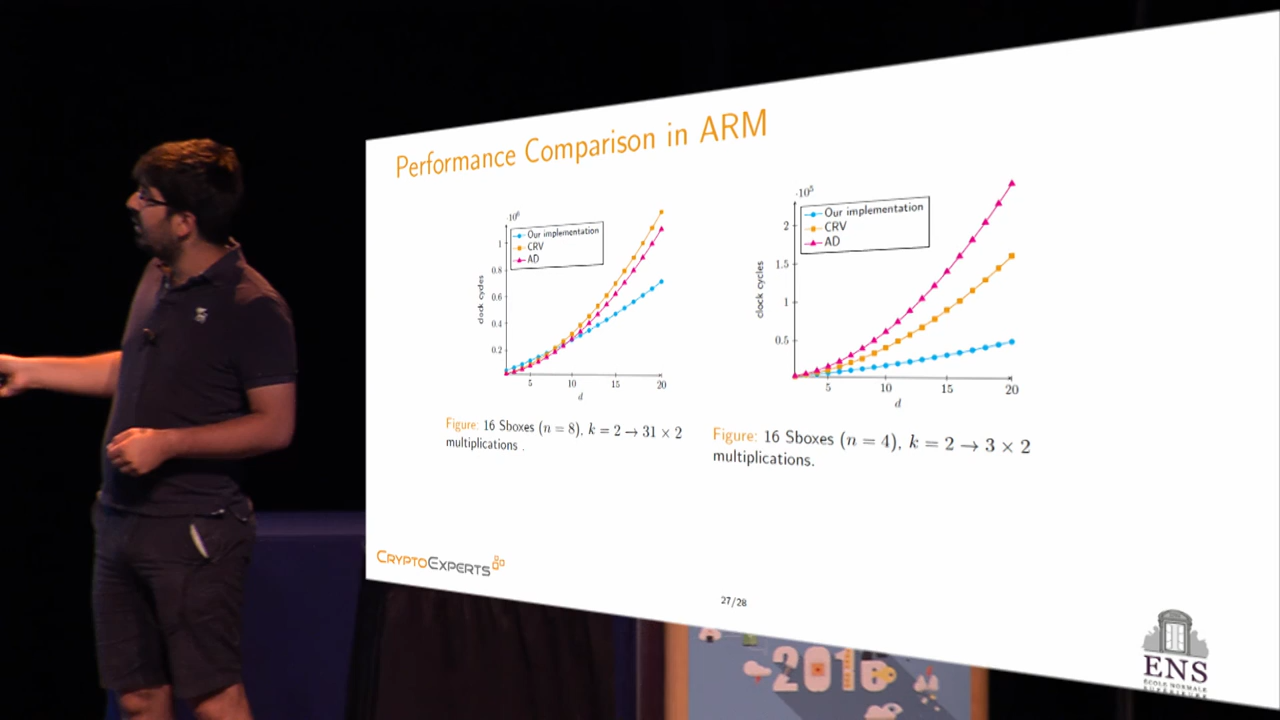 Performance Comparison in ARM
·10⁶
Our implementation
CRV
AD
1
0.8
0.6
0.4
0.2
clock cycles
5 10 15 20
d
Figure: 16 Sboxes (n = 8), k = 2 → 31 × 2
multiplications .
·10⁵
Our implementation
CRV
AD
2
1.5
1
0.5
clock cycles
5 10 15 20
d
Figure: 16 Sboxes (n = 4), k = 2 → 3 × 2
multiplications.
CRYPTOEXPERTS
27/28
ENS
ÉCOLE NORMALE
SUPÉRIEURE
2016